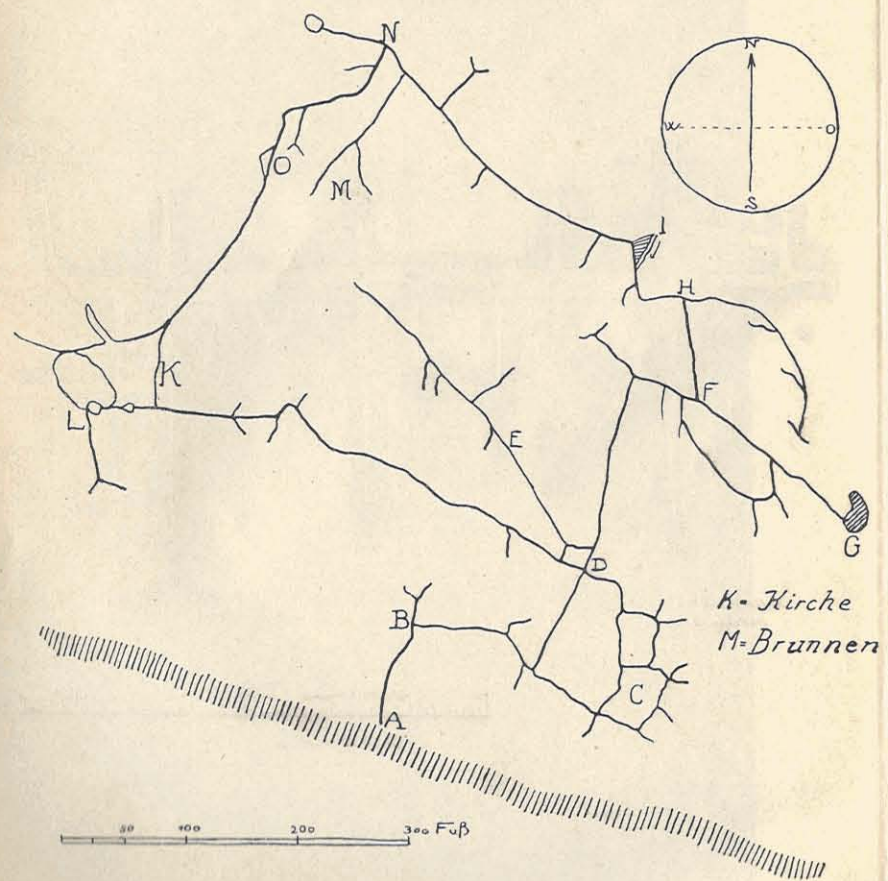 N
N
W
O
S
O
M
I
H
K
F
L
E
G
D
K = Kirche
M = Brunnen
B
C
A
50 100 200 300 Fuß